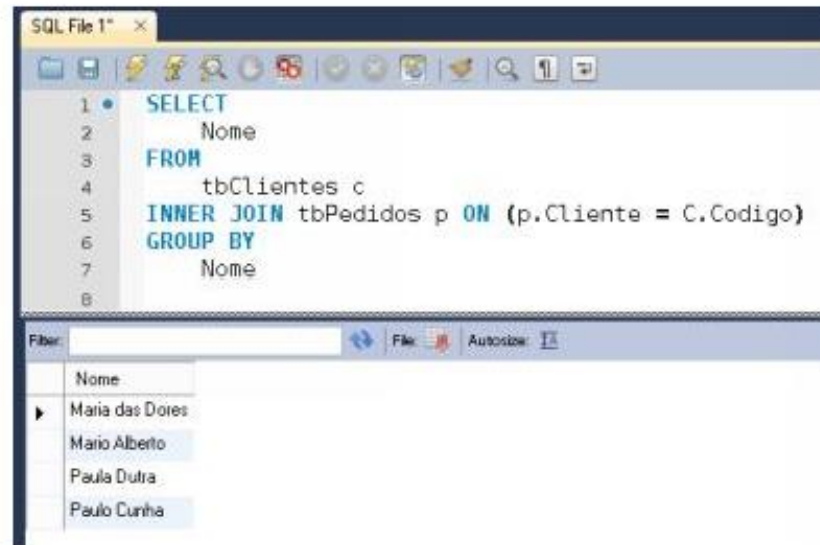 SQL File 1*
1 SELECT
2 Nome
3 FROM
4 tbClientes c
5 INNER JOIN tbPedidos p ON (p.Cliente = C.Codigo)
6 GROUP BY
7 Nome
8
Filter: File: Autosize:
Nome
Maria das Dores
Mario Alberto
Paula Dutra
Paulo Cunha